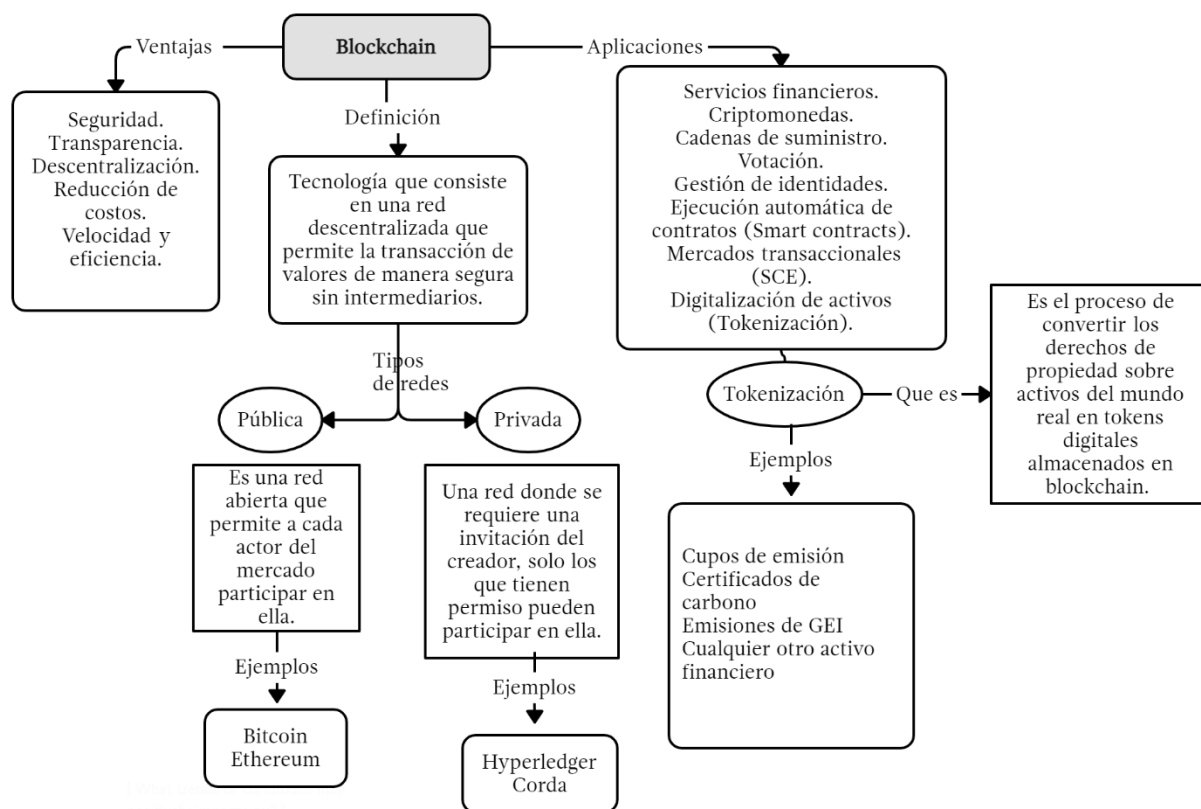 Blockchain
Ventajas
Seguridad.
Transparencia.
Descentralización.
Reducción de
costos.
Velocidad y
eficiencia.
Definición
Tecnología que consiste
en una red
descentralizada que
permite la transacción de
valores de manera segura
sin intermediarios.
Tipos
de redes
Pública
Es una red
abierta que
permite a cada
actor del
mercado
participar en
ella.
Ejemplos
Bitcoin
Ethereum
Privada
Una red donde se
requiere una
invitación del
creador, solo los
que tienen
permiso pueden
participar en ella.
Ejemplos
Hyperledger
Corda
Aplicaciones
Servicios financieros.
Criptomonedas.
Cadenas de suministro.
Votación.
Gestión de identidades.
Ejecución automática de
contratos (Smart contracts).
Mercados transaccionales
(SCE).
Digitalización de activos
(Tokenización).
Tokenización
Que es
Es el proceso de
convertir los
derechos de
propiedad sobre
activos del mundo
real en tokens
digitales
almacenados en
blockchain.
Ejemplos
Cupos de emisión
Certificados de
carbono
Emisiones de GEI
Cualquier otro activo
financiero